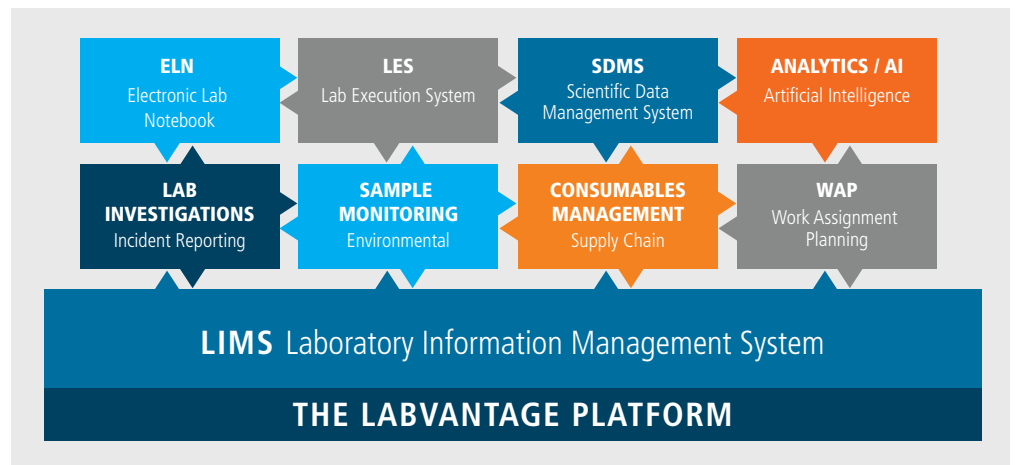 ELN
Electronic Lab
Notebook
LES
Lab Execution System
SDMS
Scientific Data
Management System
ANALYTICS / AI
Artificial Intelligence
LAB
INVESTIGATIONS
Incident Reporting
SAMPLE
MONITORING
Environmental
CONSUMABLES
MANAGEMENT
Supply Chain
WAP
Work Assignment
Planning
LIMS Laboratory Information Management System
THE LABVANTAGE PLATFORM